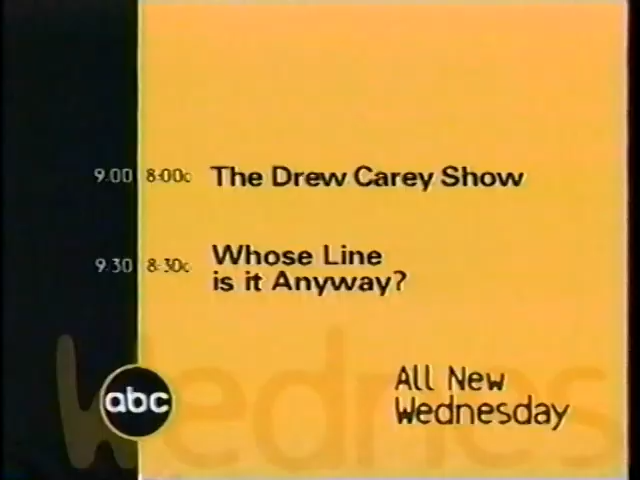 9:00 8:00c The Drew Carey Show
9:30 8:30c Whose Line
is it Anyway?
All New
Wednesday
abc
Wednes